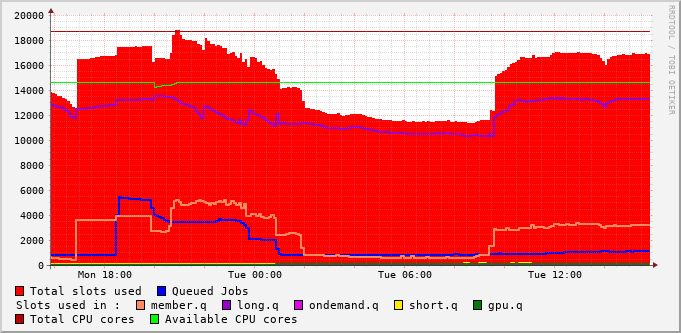 20000
18000
16000
14000
12000
10000
8000
6000
4000
2000
0
Mon 18:00 Tue 00:00 Tue 06:00 Tue 12:00
RRDTOOL / TOBI OETIKER
Total slots used Queued Jobs
Slots used in : member.q long.q ondemand.q short.q gpu.q
Total CPU cores Available CPU cores